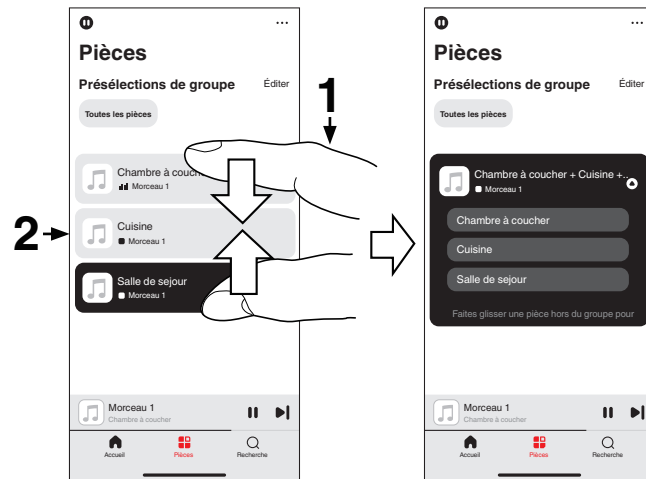 Pièces
Présélections de groupe Éditer
Toutes les pièces
1
Chambre à couc
Morceau 1
2
Cuisine
Morceau 1
Salle de sejour
Morceau 1
Morceau 1
Chambre à coucher
Accueil Pièces Recherche
Pièces
Présélections de groupe Éditer
Toutes les pièces
Chambre à coucher + Cuisine +..
Morceau 1
Chambre à coucher
Cuisine
Salle de sejour
Faites glisser une pièce hors du groupe pour
Morceau 1
Chambre à coucher
Accueil Pièces Recherche